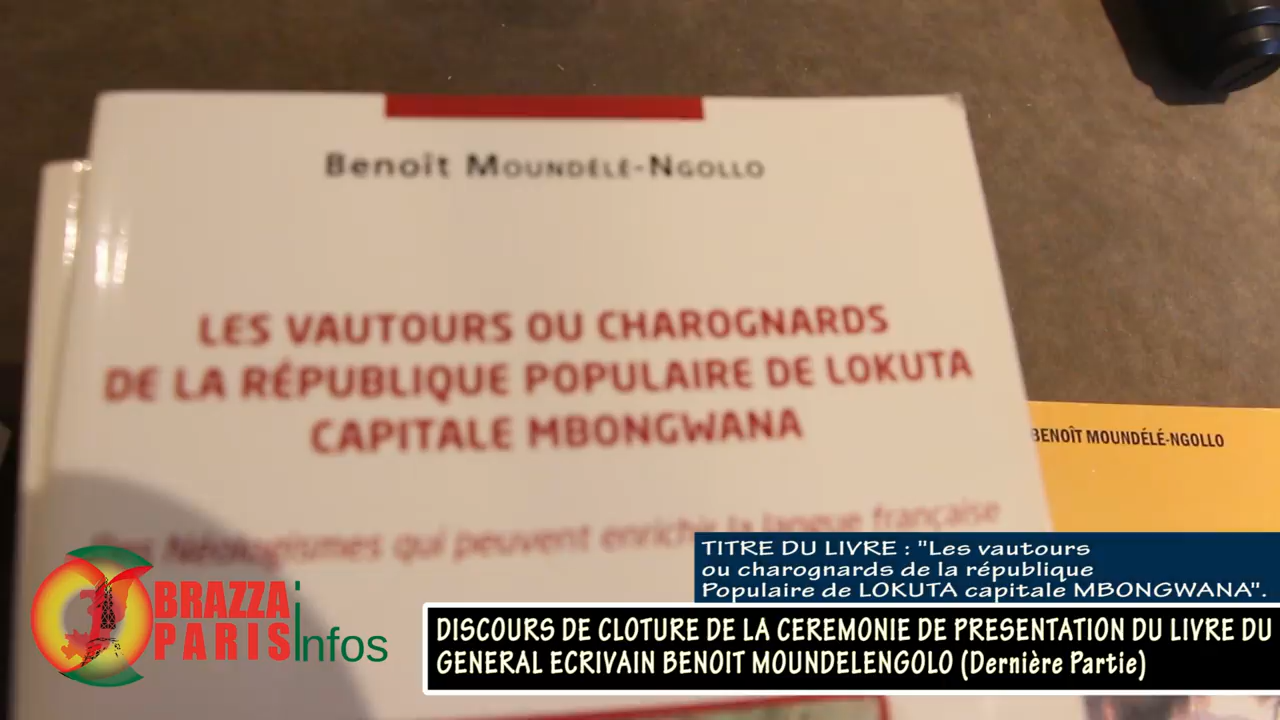 Benoît Moundélé-Ngollo
LES VAUTOURS OU CHAROGNARDS
DE LA RÉPUBLIQUE POPULAIRE DE LOKUTA
CAPITALE MBONGWANA
Néologismes qui peuvent enrichir la langue française
BENOÎT MOUNDÉLÉ-NGOLLO
TITRE DU LIVRE : "Les vautours
ou charognards de la république
Populaire de LOKUTA capitale MBONGWANA".
BRAZZA
PARIS
infos
DISCOURS DE CLOTURE DE LA CEREMONIE DE PRESENTATION DU LIVRE DU
GENERAL ECRIVAIN BENOIT MOUNDELENGOLO (Dernière Partie)